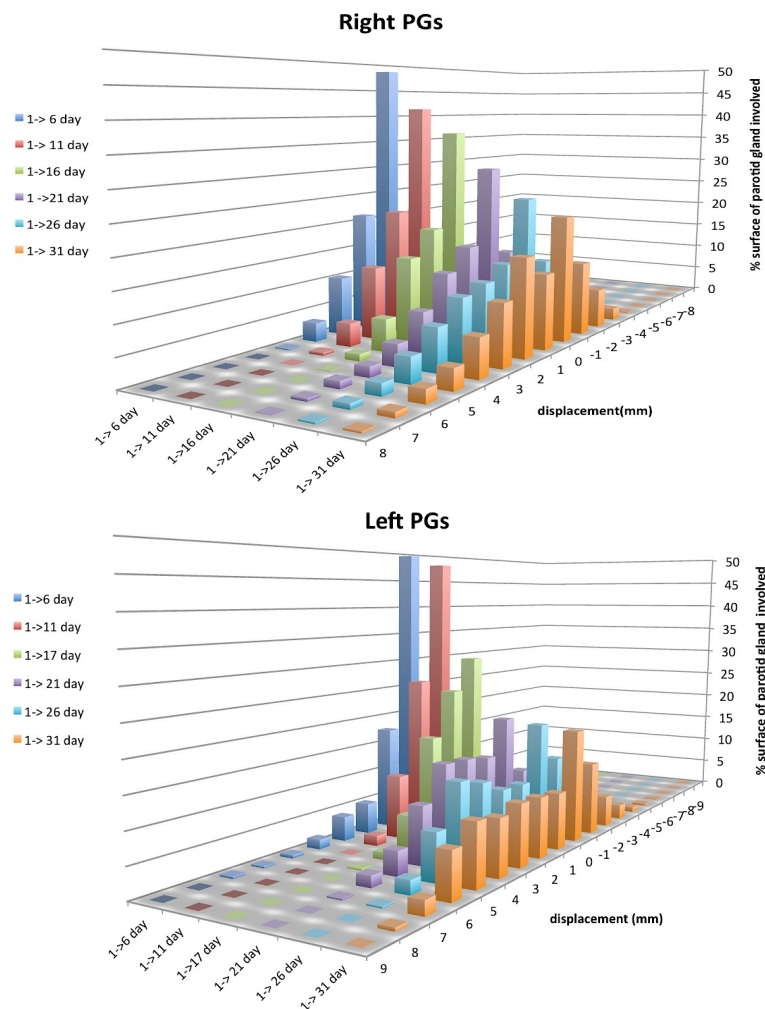 Right PGs
1-> 6 day
1-> 11 day
1->16 day
1 ->21 day
1->26 day
1-> 31 day
50
45
40
35
30
25
20
15
10
5
0
% surface of parotid gland involved
-8
-7
-6
-5
-4
-3
-2
-1
0
1
2
3
4
5
6
7
8
displacement(mm)
1-> 6 day
1-> 11 day
1->16 day
1 ->21 day
1->26 day
1-> 31 day
Left PGs
1->6 day
1->11 day
1->17 day
1-> 21 day
1-> 26 day
1-> 31 day
50
45
40
35
30
25
20
15
10
5
0
% surface of parotid gland involved
-9
-8
-7
-6
-5
-4
-3
-2
-1
0
1
2
3
4
5
6
7
8
9
displacement (mm)
1->6 day
1->11 day
1->17 day
1-> 21 day
1-> 26 day
1-> 31 day